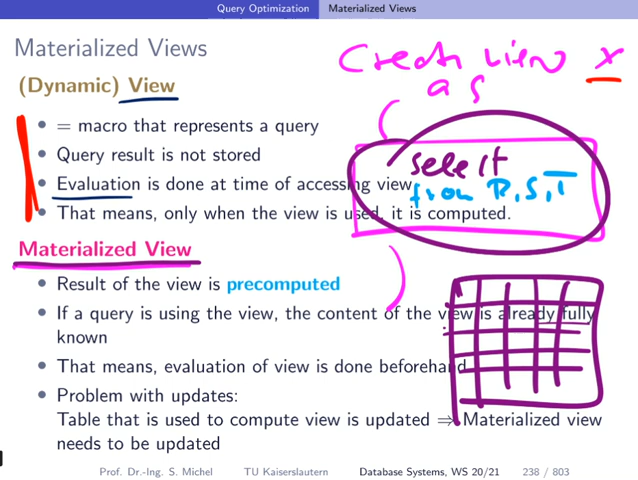 Query Optimization Materialized Views
Materialized Views
Create view x
as
(Dynamic) View
= macro that represents a query
Query result is not stored
select
from R, S, T
Evaluation is done at time of accessing view
That means, only when the view is used, it is computed.
Materialized View
Result of the view is precomputed
If a query is using the view, the content of the view is already fully
known
That means, evaluation of view is done beforehand
Problem with updates:
Table that is used to compute view is updated ⇒ Materialized view
needs to be updated
Prof. Dr.-Ing. S. Michel TU Kaiserslautern Database Systems, WS 20/21 238 / 803